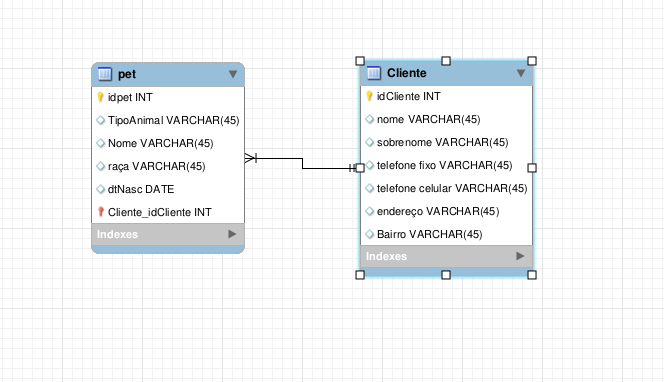 pet
idpet INT
TipoAnimal VARCHAR(45)
Nome VARCHAR(45)
raça VARCHAR(45)
dtNasc DATE
Cliente_idCliente INT
Indexes
Cliente
idCliente INT
nome VARCHAR(45)
sobrenome VARCHAR(45)
telefone fixo VARCHAR(45)
telefone celular VARCHAR(45)
endereço VARCHAR(45)
Bairro VARCHAR(45)
Indexes